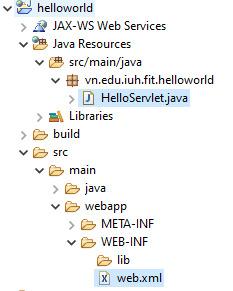 helloworld
JAX-WS Web Services
Java Resources
src/main/java
vn.edu.iuh.fit.helloworld
HelloServlet.java
Libraries
build
src
main
java
webapp
META-INF
WEB-INF
lib
web.xml